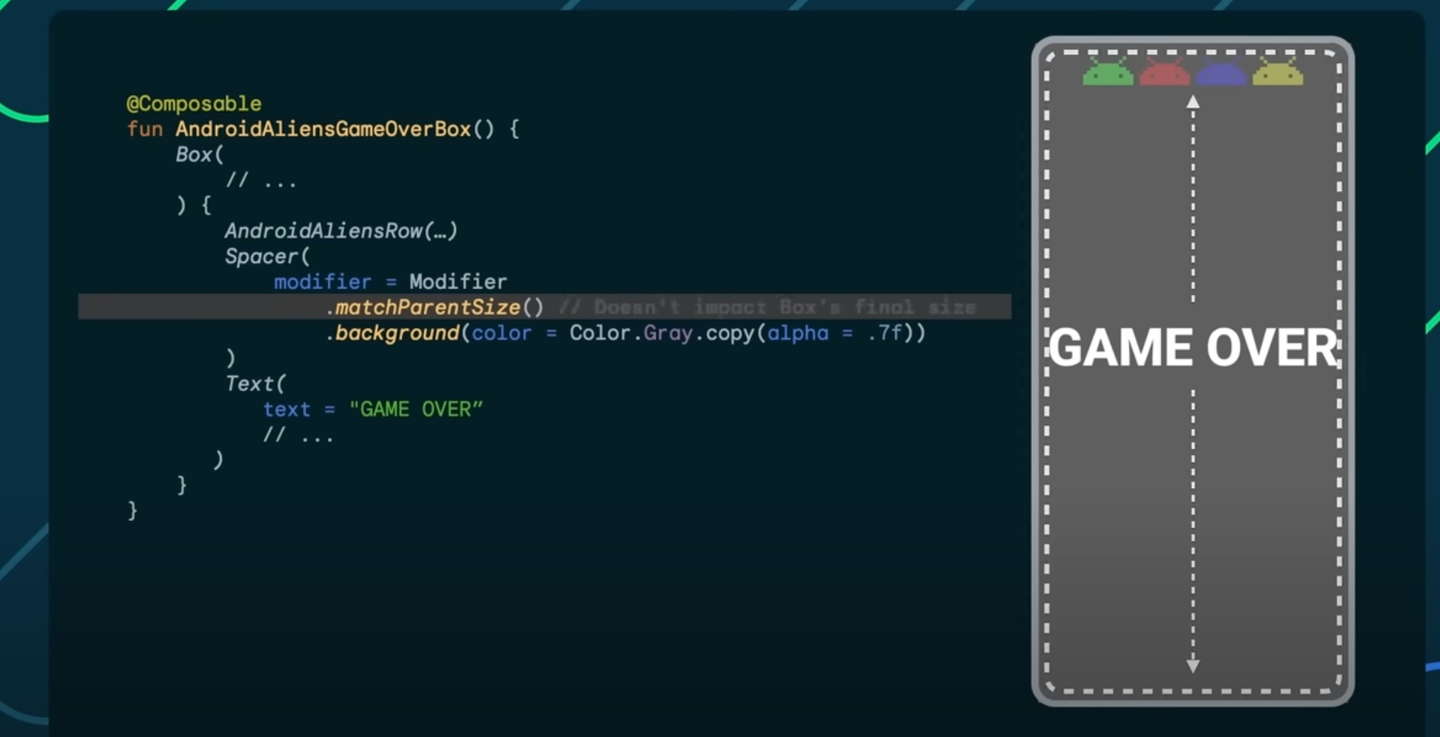 @Composable
fun AndroidAliensGameOverBox() {
    Box(
        // ...
    ) {
        AndroidAliensRow(…)
        Spacer(
            modifier = Modifier
                .matchParentSize() // Doesn't impact Box's final size
                .background(color = Color.Gray.copy(alpha = .7f))
        )
        Text(
           text = "GAME OVER”
           // ...
       )
    }
}
GAME OVER